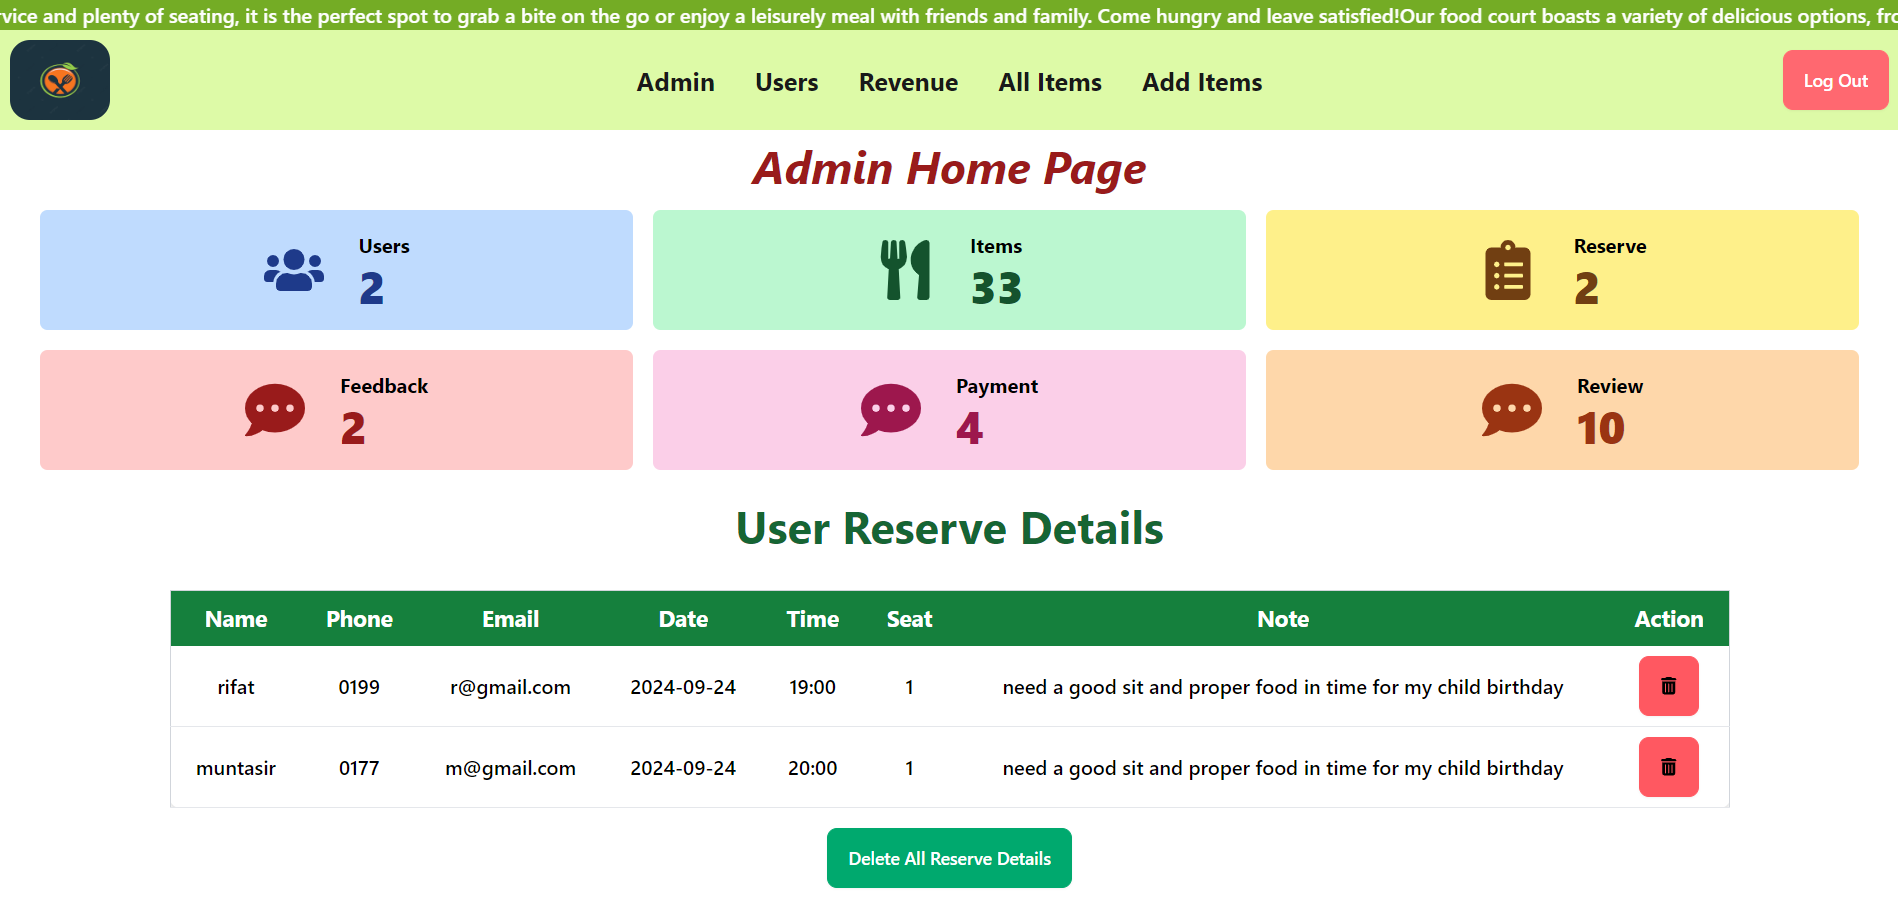 vice and plenty of seating, it is the perfect spot to grab a bite on the go or enjoy a leisurely meal with friends and family. Come hungry and leave satisfied!Our food court boasts a variety of delicious options, fro
Admin Users Revenue All Items Add Items Log Out
Admin Home Page
Users
2
Items
33
Reserve
2
Feedback
2
Payment
4
Review
10
User Reserve Details
Name Phone Email Date Time Seat Note Action
rifat 0199 r@gmail.com 2024-09-24 19:00 1 need a good sit and proper food in time for my child birthday
muntasir 0177 m@gmail.com 2024-09-24 20:00 1 need a good sit and proper food in time for my child birthday
Delete All Reserve Details